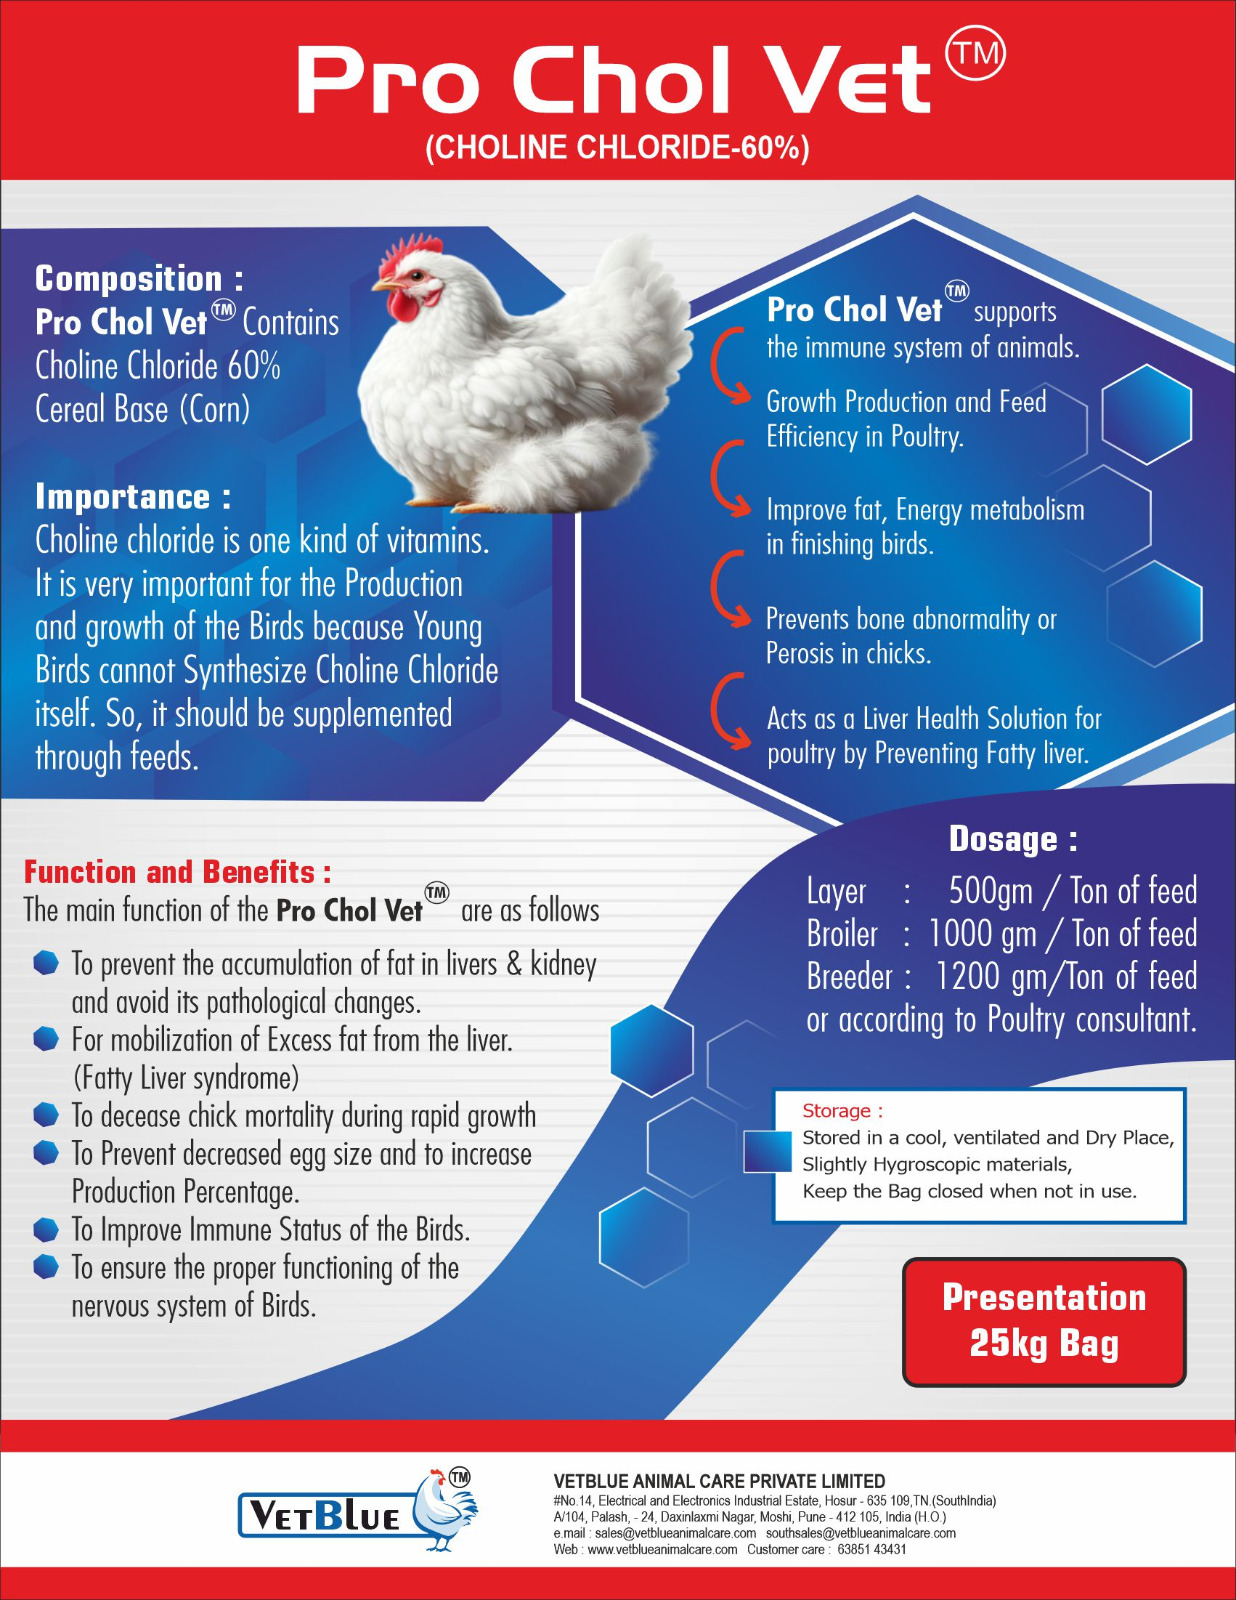 Pro Chol Vet TM
(CHOLINE CHLORIDE-60%)
Composition :
Pro Chol Vet TM Contains
Choline Chloride 60%
Cereal Base (Corn)
Importance :
Choline chloride is one kind of vitamins.
It is very important for the Production
and growth of the Birds because Young
Birds cannot Synthesize Choline Chloride
itself. So, it should be supplemented
through feeds.
Pro Chol Vet TM supports
the immune system of animals.
Growth Production and Feed
Efficiency in Poultry.
Improve fat, Energy metabolism
in finishing birds.
Prevents bone abnormality or
Perosis in chicks.
Acts as a Liver Health Solution for
poultry by Preventing Fatty liver.
Function and Benefits :
The main function of the Pro Chol Vet TM are as follows
To prevent the accumulation of fat in livers & kidney
and avoid its pathological changes.
For mobilization of Excess fat from the liver.
(Fatty Liver syndrome)
To decease chick mortality during rapid growth
To Prevent decreased egg size and to increase
Production Percentage.
To Improve Immune Status of the Birds.
To ensure the proper functioning of the
nervous system of Birds.
Dosage :
Layer : 500gm / Ton of feed
Broiler : 1000 gm / Ton of feed
Breeder : 1200 gm/Ton of feed
or according to Poultry consultant.
Storage :
Stored in a cool, ventilated and Dry Place,
Slightly Hygroscopic materials,
Keep the Bag closed when not in use.
Presentation
25kg Bag
VETBLUE TM
VETBLUE ANIMAL CARE PRIVATE LIMITED
#No.14, Electrical and Electronics Industrial Estate, Hosur - 635 109,TN.(SouthIndia)
A/104, Palash, - 24, Daxinlaxmi Nagar, Moshi, Pune - 412 105, India (H.O.)
e.mail : sales@vetblueanimalcare.com southsales@vetblueanimalcare.com
Web : www.vetblueanimalcare.com Customer care : 63851 43431